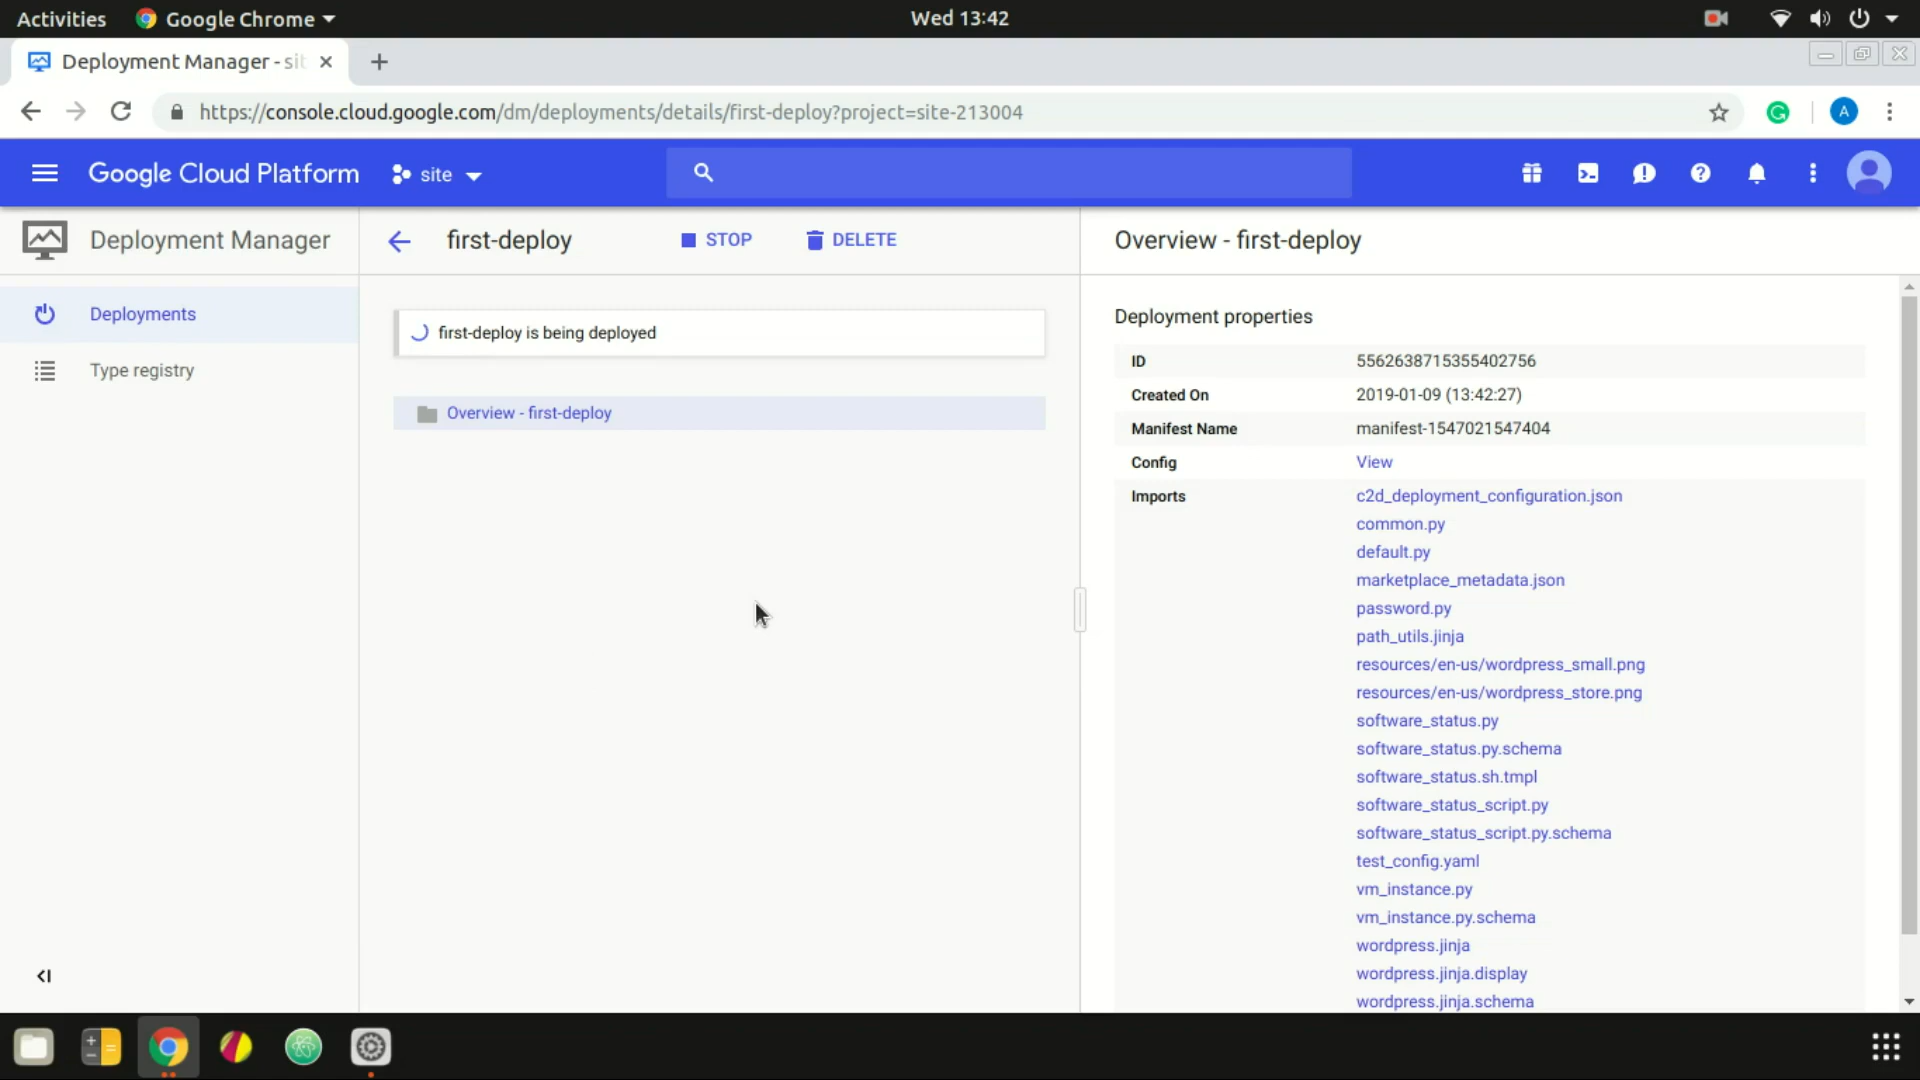 Activities
Google Chrome
Wed 13:42
Deployment Manager - sit
https://console.cloud.google.com/dm/deployments/details/first-deploy?project=site-213004
A
Google Cloud Platform
site
Deployment Manager
first-deploy
STOP
DELETE
Overview - first-deploy
Deployments
Type registry
first-deploy is being deployed
Overview - first-deploy
Deployment properties
ID 5562638715355402756
Created On 2019-01-09 (13:42:27)
Manifest Name manifest-1547021547404
Config View
Imports c2d_deployment_configuration.json
common.py
default.py
marketplace_metadata.json
password.py
path_utils.jinja
resources/en-us/wordpress_small.png
resources/en-us/wordpress_store.png
software_status.py
software_status.py.schema
software_status.sh.tmpl
software_status_script.py
software_status_script.py.schema
test_config.yaml
vm_instance.py
vm_instance.py.schema
wordpress.jinja
wordpress.jinja.display
wordpress.jinja.schema